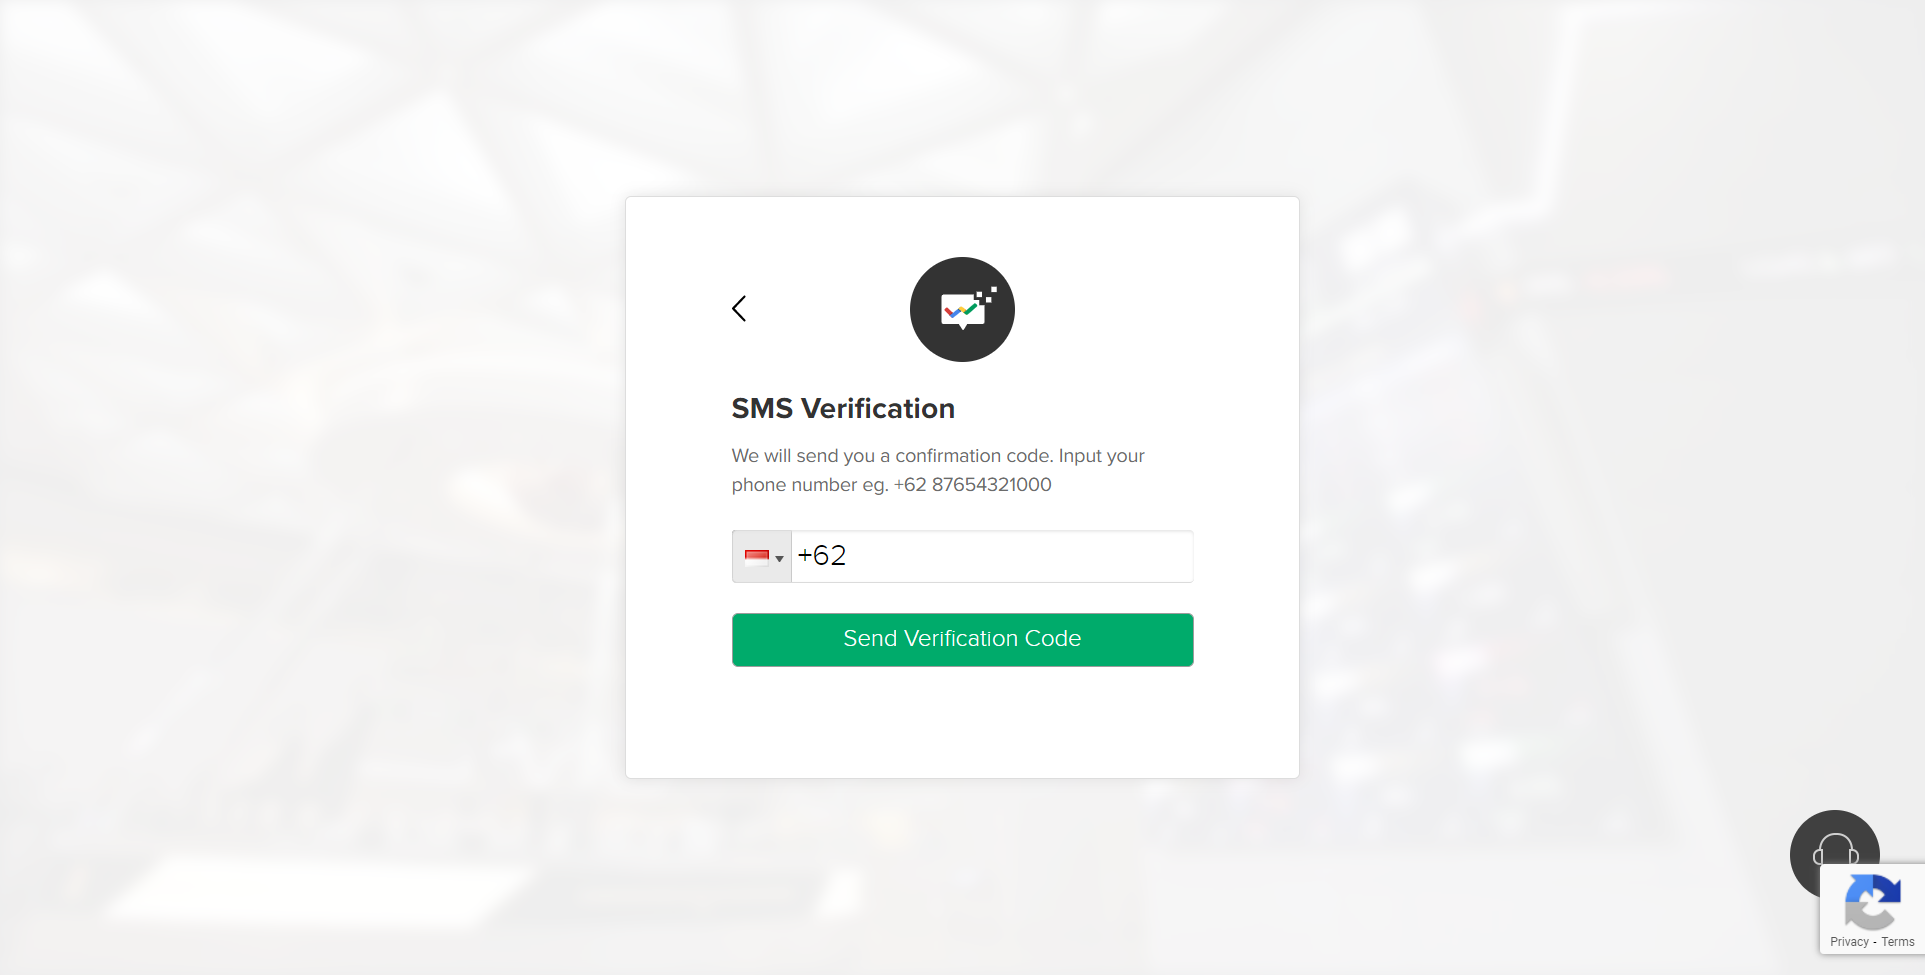 SMS Verification
We will send you a confirmation code. Input your
phone number eg. +62 87654321000
+62
Send Verification Code
Privacy - Terms